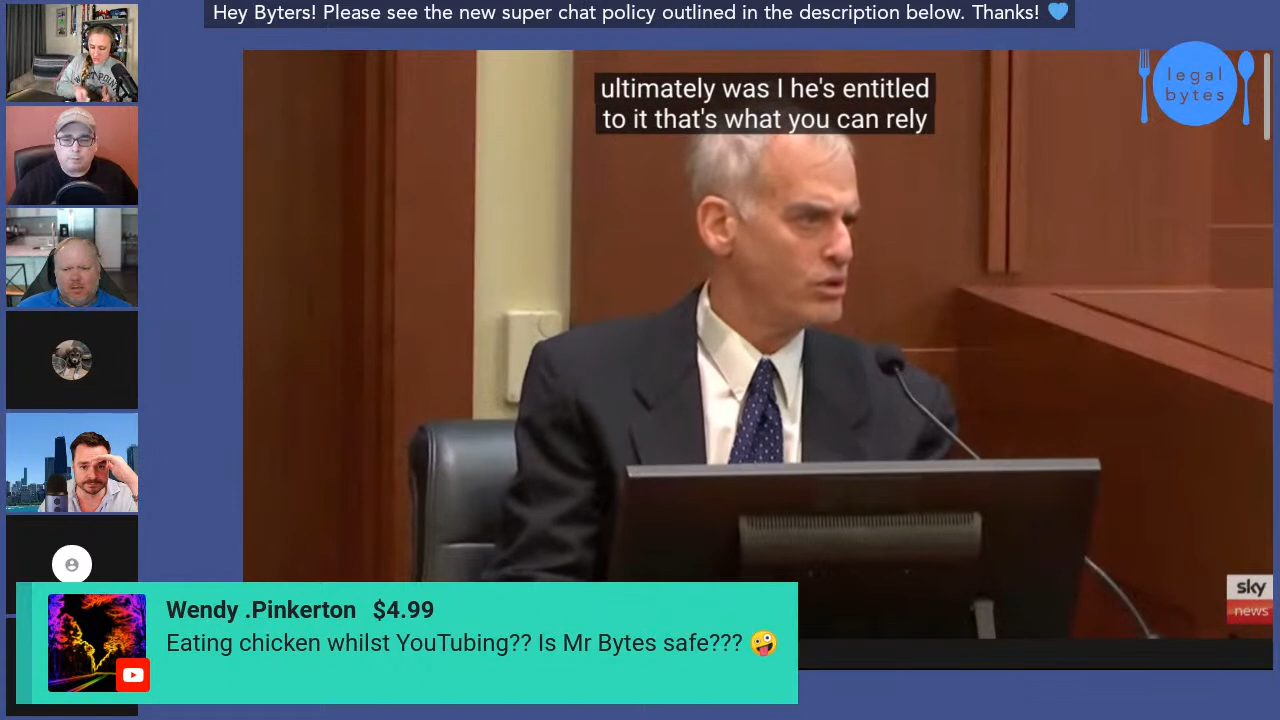 Hey Byters! Please see the new super chat policy outlined in the description below. Thanks! 💙
legal
bytes
ultimately was I he's entitled
to it that's what you can rely
sky
news
Wendy .Pinkerton $4.99
Eating chicken whilst YouTubing?? Is Mr Bytes safe??? 🤪